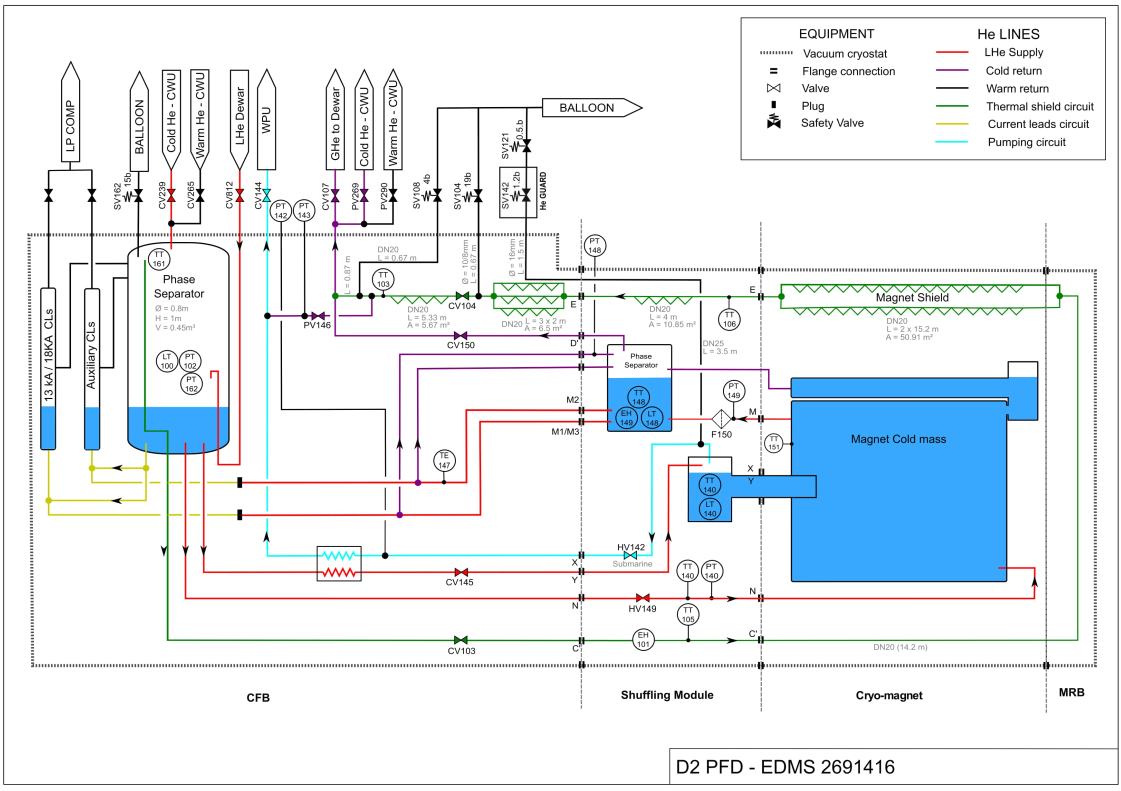 EQUIPMENT
Vacuum cryostat
Flange connection
Valve
Plug
Safety Valve
He LINES
LHe Supply
Cold return
Warm return
Thermal shield circuit
Current leads circuit
Pumping circuit
LP COMP
BALLOON
Cold He - CWU
Warm He - CWU
LHe Dewar
WPU
GHe to Dewar
Cold He - CWU
Warm He - CWU
BALLOON
SV162
15b
CV239
CV265
CV812
CV144
PT
142
PT
143
CV107
PV269
PV290
SV108
4b
SV104
19b
SV121
0.5.b
SV142
1.2b
He GUARD
TT
161
Phase
Separator
Ø = 0.8m
H = 1m
V = 0.45m³
LT
100
PT
102
PT
162
13 kA / 18KA CLs
Auxiliary CLs
L = 0.87 m
DN20
L = 0.67 m
TT
103
Ø = 10/8mm
L = 0.67 m
Ø = 16mm
L = 1.5 m
PT
148
PV146
DN20
L = 5.33 m
A = 5.67 m²
CV104
DN20
L = 3 x 2 m
A = 6.5 m²
E
DN20
L = 4 m
A = 10.85 m²
TT
106
E
Magnet Shield
DN20
L = 2 x 15.2 m
A = 50.91 m²
CV150
D'
DN25
L = 3.5 m
Phase
Separator
TT
148
EH
149
LT
148
PT
149
M
F150
TT
151
Magnet Cold mass
M2
M1/M3
TE
147
X
Y
TT
140
LT
140
HV142
Submarine
X
Y
CV145
TT
140
PT
140
N
HV149
N
TT
105
EH
101
C'
C'
CV103
DN20 (14.2 m)
CFB
Shuffling Module
Cryo-magnet
MRB
D2 PFD - EDMS 2691416